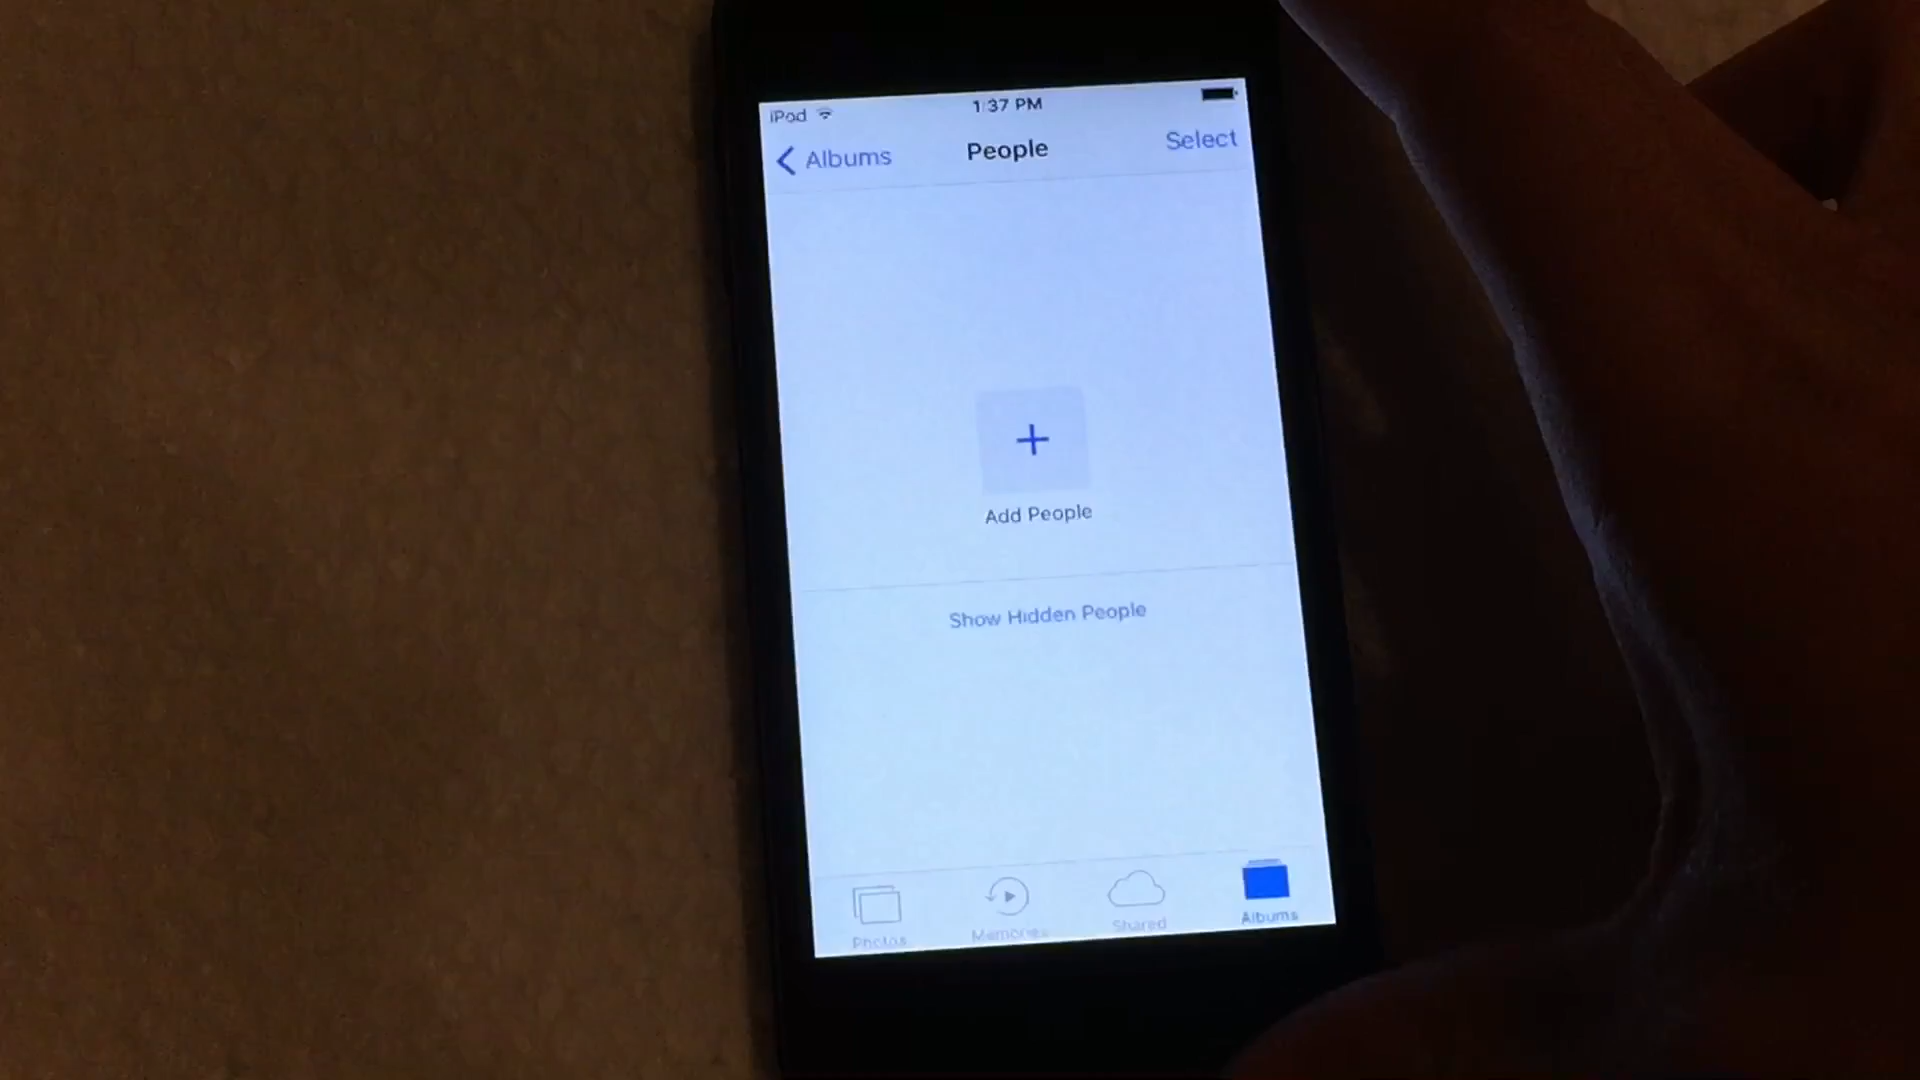 iPod 1:37 PM
Albums People Select
Add People
Show Hidden People
Photos Memories Shared Albums